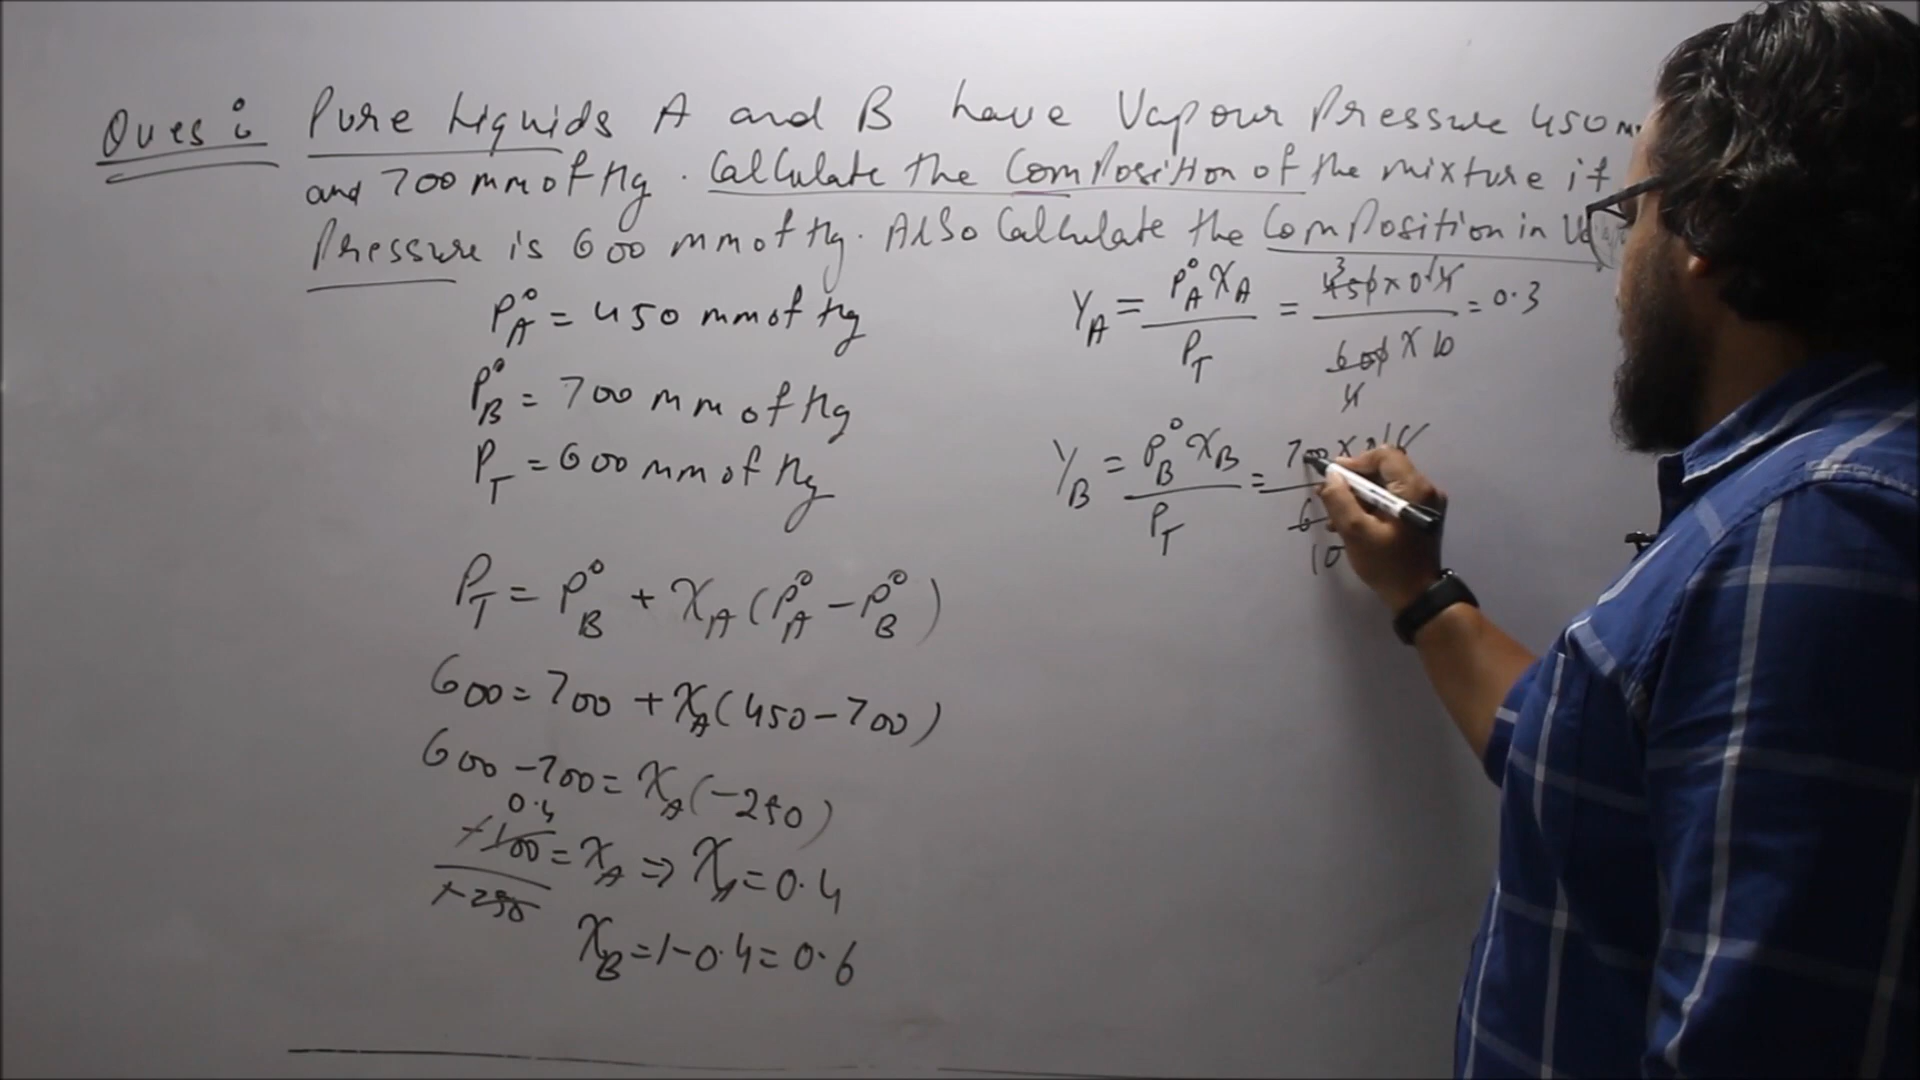 Ques: Pure Liquids A and B have Vapour Pressure 450
and 700 mm of Hg. Calculate the Composition of the mixture if
Pressure is 600 mm of Hg. Also Calculate the Composition in
P°A = 450 mm of Hg
P°B = 700 mm of Hg
PT = 600 mm of Hg
PT = P°B + XA (P°A - P°B)
600 = 700 + XA (450 - 700)
600 - 700 = XA (-250)
0.4
-100 / -250 = XA => XA = 0.4
XB = 1 - 0.4 = 0.6
YA = P°A XA / PT = 450 x 0.4 / 600 x 10 = 0.3
YB = P°B XB / PT = 700 x
10